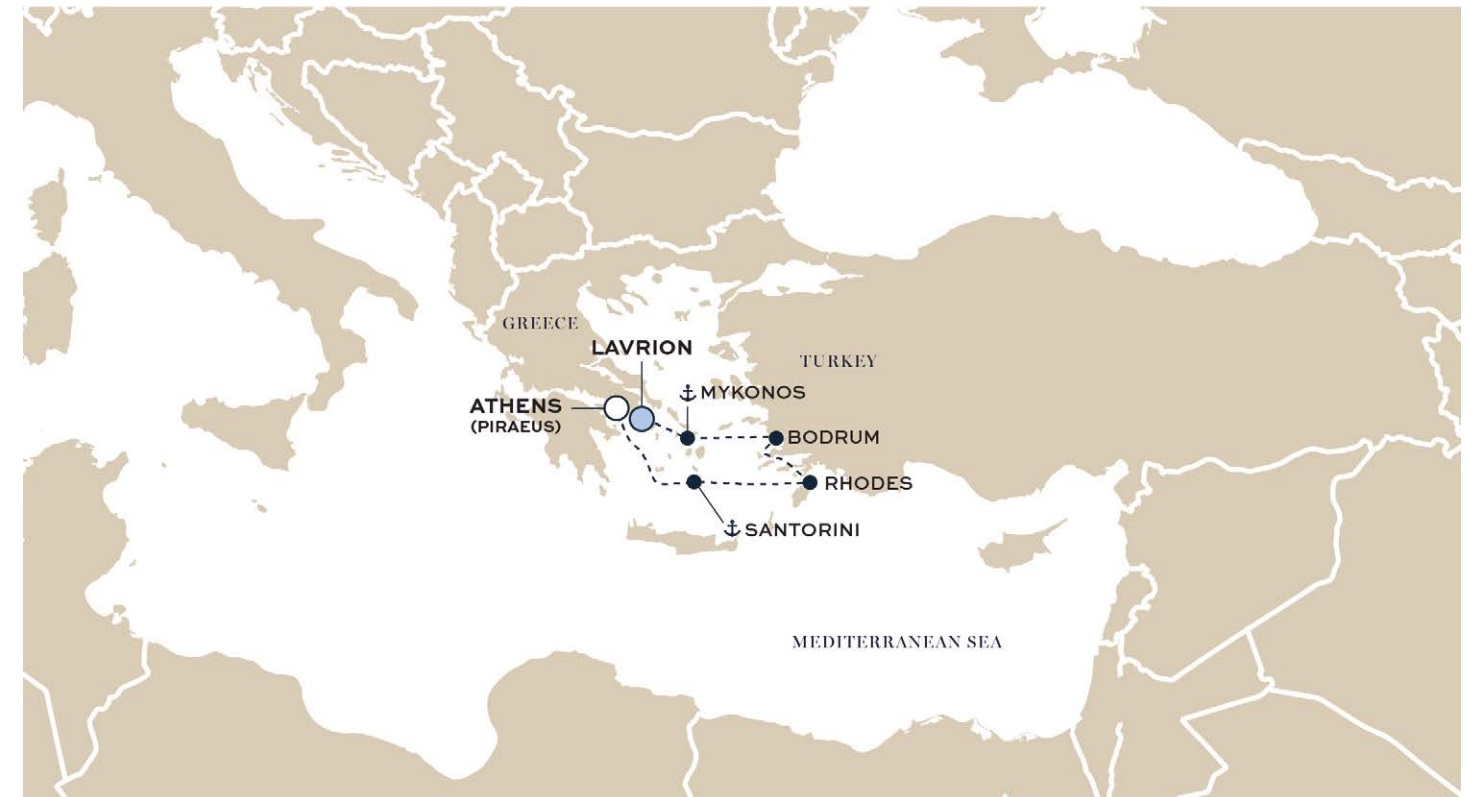 GREECE
LAVRION
TURKEY
MYKONOS
ATHENS
(PIRAEUS)
BODRUM
RHODES
SANTORINI
MEDITERRANEAN SEA